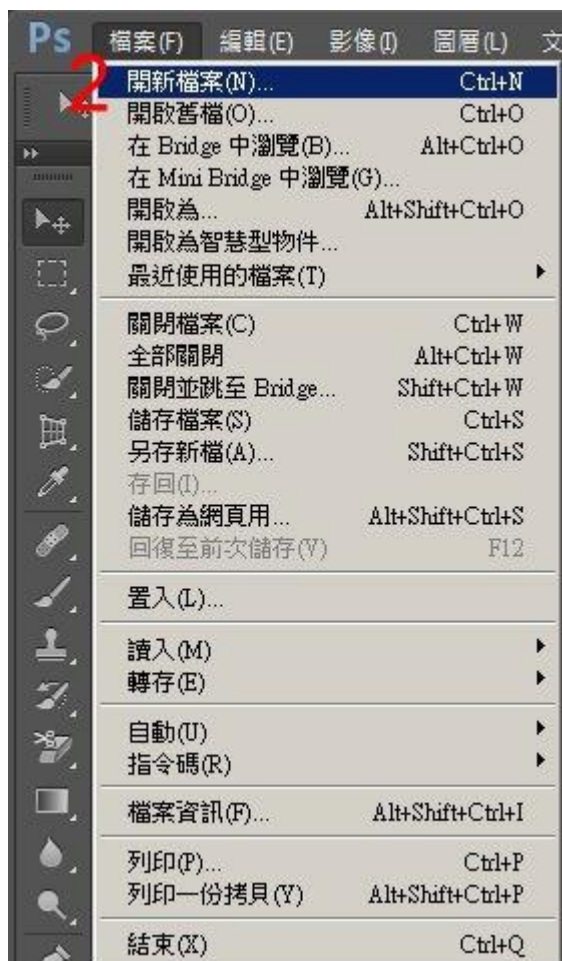 Ps 檔案(F) 編輯(E) 影像(I) 圖層(L) 文
2
開新檔案(N)... Ctrl+N
開啟舊檔(O)... Ctrl+O
在 Bridge 中瀏覽(B)... Alt+Ctrl+O
在 Mini Bridge 中瀏覽(G)...
開啟為... Alt+Shift+Ctrl+O
開啟為智慧型物件...
最近使用的檔案(T)
關閉檔案(C) Ctrl+W
全部關閉 Alt+Ctrl+W
關閉並跳至 Bridge... Shift+Ctrl+W
儲存檔案(S) Ctrl+S
另存新檔(A)... Shift+Ctrl+S
存回(I)...
儲存為網頁用... Alt+Shift+Ctrl+S
回復至前次儲存(V) F12
置入(L)...
讀入(M)
轉存(E)
自動(U)
指令碼(R)
檔案資訊(F)... Alt+Shift+Ctrl+I
列印(P)... Ctrl+P
列印一份拷貝(Y) Alt+Shift+Ctrl+P
結束(X) Ctrl+Q